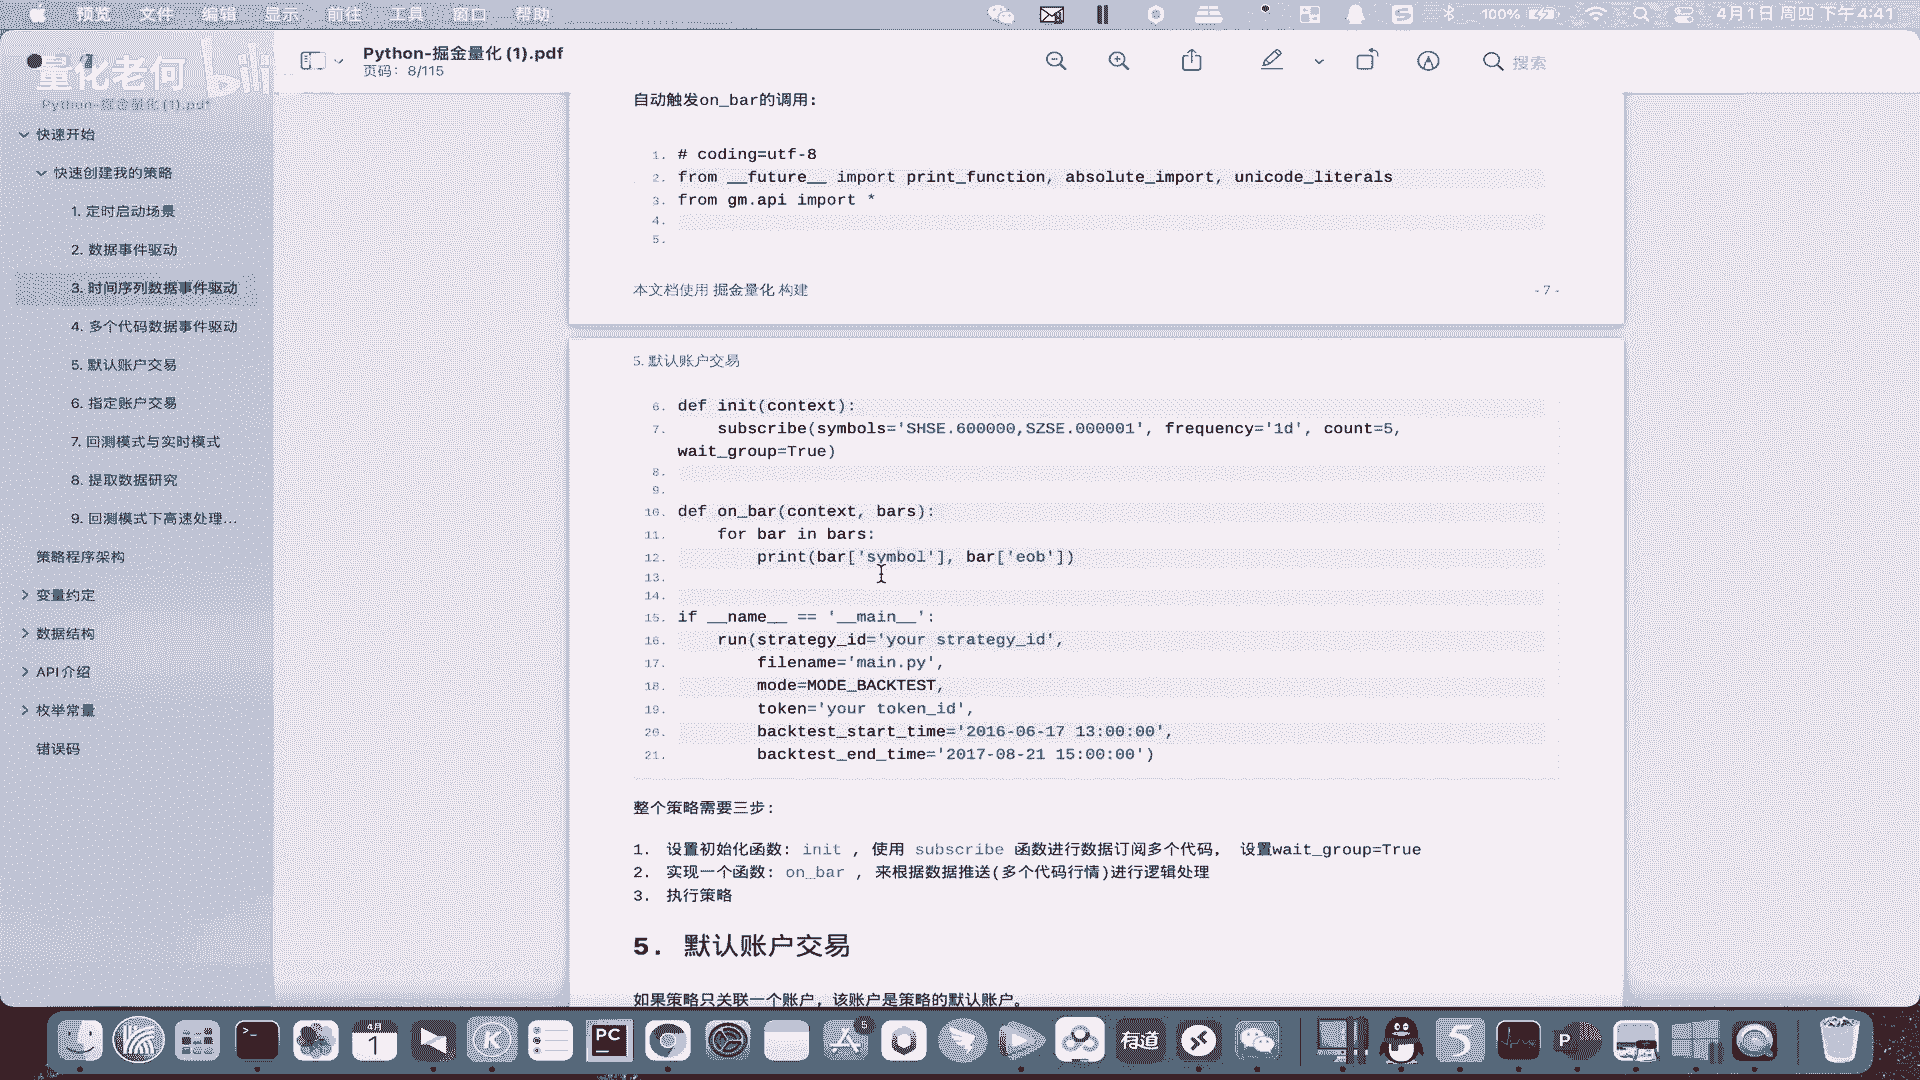 预览 文件 编辑 显示 前往 工具 窗口 帮助
100%
4月1日 周四 下午4:41
量化老何 bili
Python-掘金量化 (1).pdf
页码：8/115
搜索
Python-掘金量化 (1).pdf
快速开始
快速创建我的策略
1. 定时启动场景
2. 数据事件驱动
3. 时间序列数据事件驱动
4. 多个代码数据事件驱动
5. 默认账户交易
6. 指定账户交易
7. 回测模式与实时模式
8. 提取数据研究
9. 回测模式下高速处理...
策略程序架构
变量约定
数据结构
API介绍
枚举常量
错误码
自动触发on_bar的调用：
1. # coding=utf-8
2. from __future__ import print_function, absolute_import, unicode_literals
3. from gm.api import *
4.
5.
本文档使用 掘金量化 构建
- 7 -
5. 默认账户交易
6. def init(context):
7. subscribe(symbols='SHSE.600000,SZSE.000001', frequency='1d', count=5,
wait_group=True)
8.
9.
10. def on_bar(context, bars):
11. for bar in bars:
12. print(bar['symbol'], bar['eob'])
13.
14.
15. if __name__ == '__main__':
16. run(strategy_id='your strategy_id',
17. filename='main.py',
18. mode=MODE_BACKTEST,
19. token='your token_id',
20. backtest_start_time='2016-06-17 13:00:00',
21. backtest_end_time='2017-08-21 15:00:00')
整个策略需要三步：
1. 设置初始化函数： init ，使用 subscribe 函数进行数据订阅多个代码， 设置wait_group=True
2. 实现一个函数： on_bar ，来根据数据推送(多个代码行情)进行逻辑处理
3. 执行策略
5. 默认账户交易
如果策略只关联一个账户，该账户是策略的默认账户。
4月
1
PC
5
有道